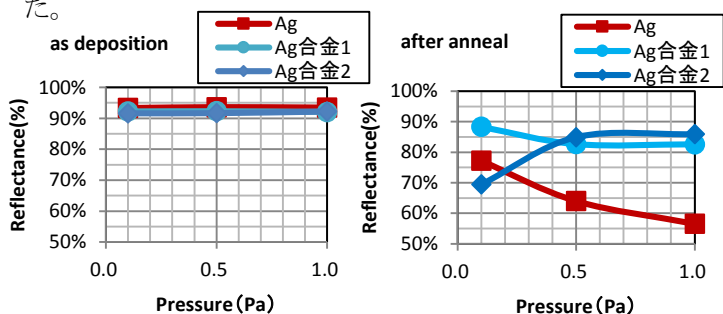 た。
as deposition
Ag
Ag合金1
Ag合金2
Reflectance(%)
100%
90%
80%
70%
60%
50%
0.0 0.5 1.0
Pressure(Pa)
after anneal
Ag
Ag合金1
Ag合金2
Reflectance(%)
100%
90%
80%
70%
60%
50%
0.0 0.5 1.0
Pressure(Pa)